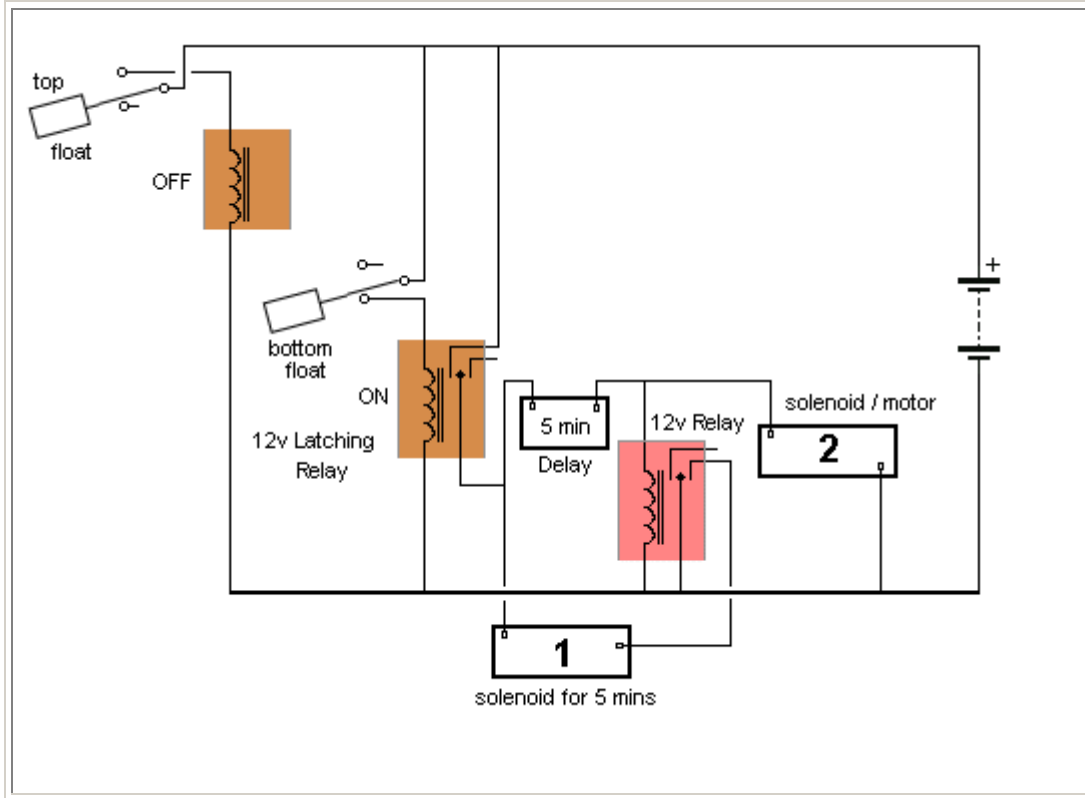 top
float
OFF
+
bottom
float
ON
12v Latching
Relay
5 min
Delay
12v Relay
solenoid / motor
2
1
solenoid for 5 mins